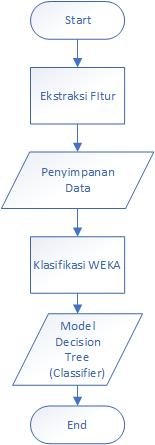 Start
Ekstraksi FItur
Penyimpanan
Data
Klasifikasi WEKA
Model
Decision
Tree
(Classifier)
End